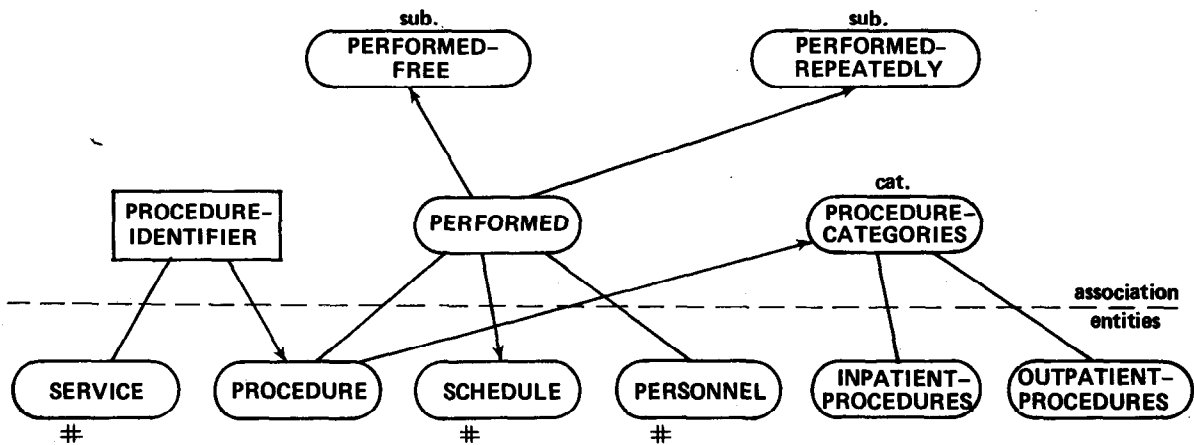 sub.
PERFORMED-
FREE
sub.
PERFORMED-
REPEATEDLY
PROCEDURE-
IDENTIFIER
PERFORMED
cat.
PROCEDURE-
CATEGORIES
association
entities
SERVICE
#
PROCEDURE
SCHEDULE
#
PERSONNEL
#
INPATIENT-
PROCEDURES
OUTPATIENT-
PROCEDURES